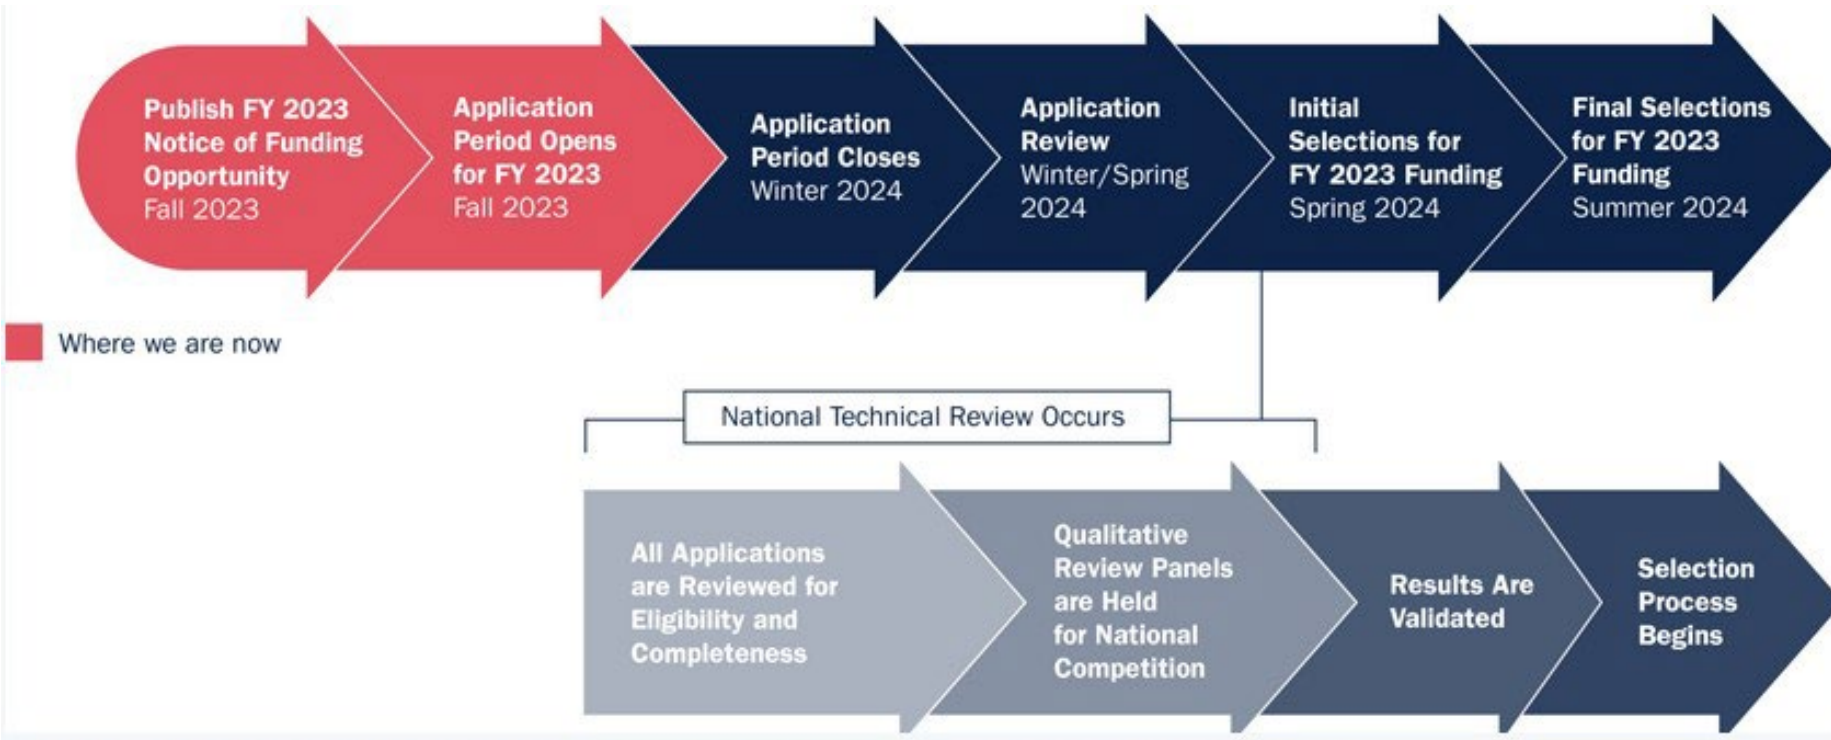 Publish FY 2023
Notice of Funding
Opportunity
Fall 2023
Application
Period Opens
for FY 2023
Fall 2023
Application
Period Closes
Winter 2024
Application
Review
Winter/Spring
2024
Initial
Selections for
FY 2023 Funding
Spring 2024
Final Selections
for FY 2023
Funding
Summer 2024
Where we are now
National Technical Review Occurs
All Applications
are Reviewed for
Eligibility and
Completeness
Qualitative
Review Panels
are Held
for National
Competition
Results Are
Validated
Selection
Process
Begins